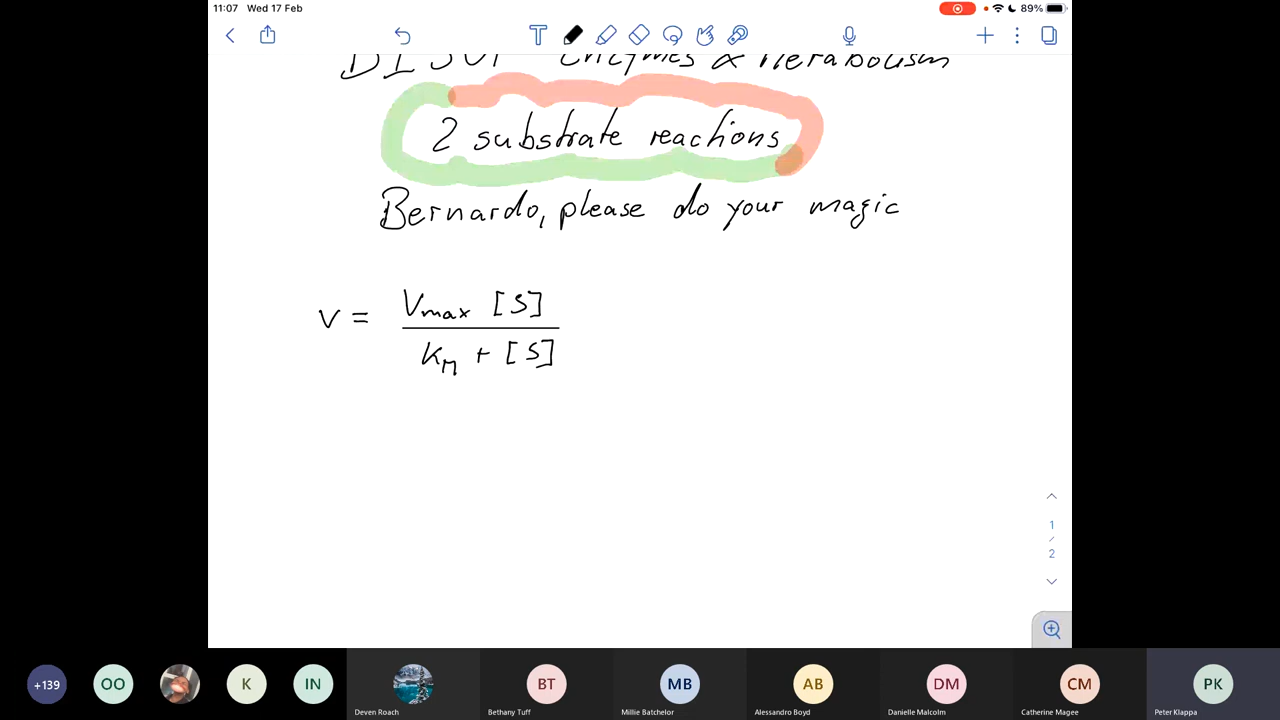 11:07 Wed 17 Feb
89%
Enzymes & Metabolism
2 substrate reactions
Bernardo, please do your magic
v = Vmax [S]
KM + [S]
1
/
2
+139
OO
K
IN
BT
MB
AB
DM
CM
PK
Deven Roach
Bethany Tuff
Millie Batchelor
Alessandro Boyd
Danielle Malcolm
Catherine Magee
Peter Klappa